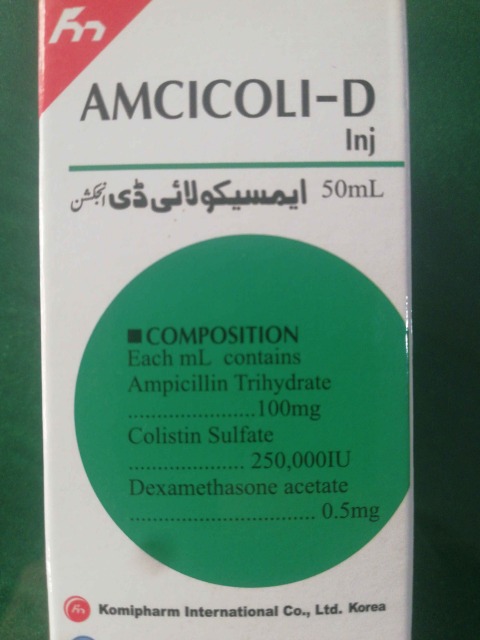 AMCICOLI-D
Inj
ایمسیکولائی ڈی انجکشن 50mL
■COMPOSITION
Each mL contains
Ampicillin Trihydrate
......................100mg
Colistin Sulfate
.................... 250,000IU
Dexamethasone acetate
................................ 0.5mg
Komipharm International Co., Ltd. Korea